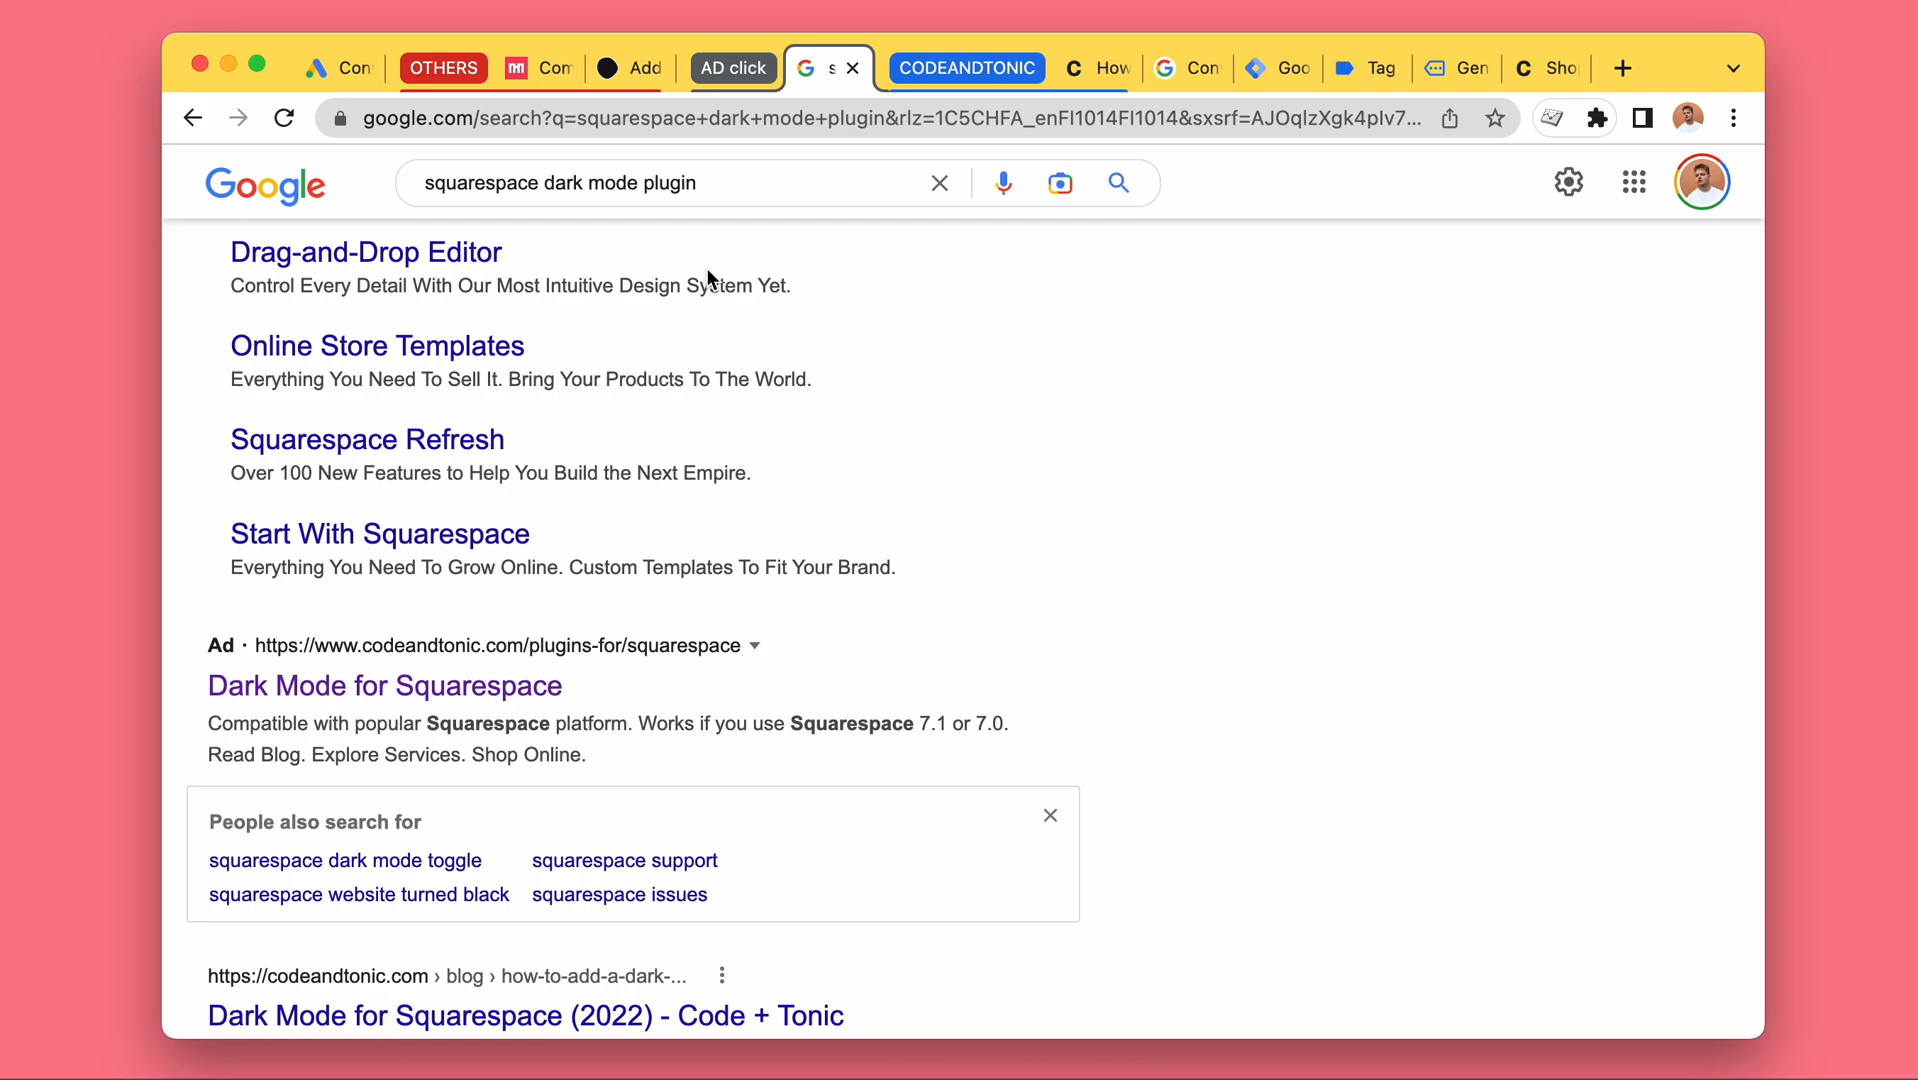 Con
OTHERS
Com
Add
AD click
s
CODEANDTONIC
How
Con
Goo
Tag
Gen
Sho
google.com/search?q=squarespace+dark+mode+plugin&rlz=1C5CHFA_enFI1014FI1014&sxsrf=AJOqlzXgk4plv7...
Google
squarespace dark mode plugin
Drag-and-Drop Editor
Control Every Detail With Our Most Intuitive Design System Yet.
Online Store Templates
Everything You Need To Sell It. Bring Your Products To The World.
Squarespace Refresh
Over 100 New Features to Help You Build the Next Empire.
Start With Squarespace
Everything You Need To Grow Online. Custom Templates To Fit Your Brand.
Ad · https://www.codeandtonic.com/plugins-for/squarespace
Dark Mode for Squarespace
Compatible with popular Squarespace platform. Works if you use Squarespace 7.1 or 7.0.
Read Blog. Explore Services. Shop Online.
People also search for
squarespace dark mode toggle squarespace support
squarespace website turned black squarespace issues
https://codeandtonic.com › blog › how-to-add-a-dark-...
Dark Mode for Squarespace (2022) - Code + Tonic